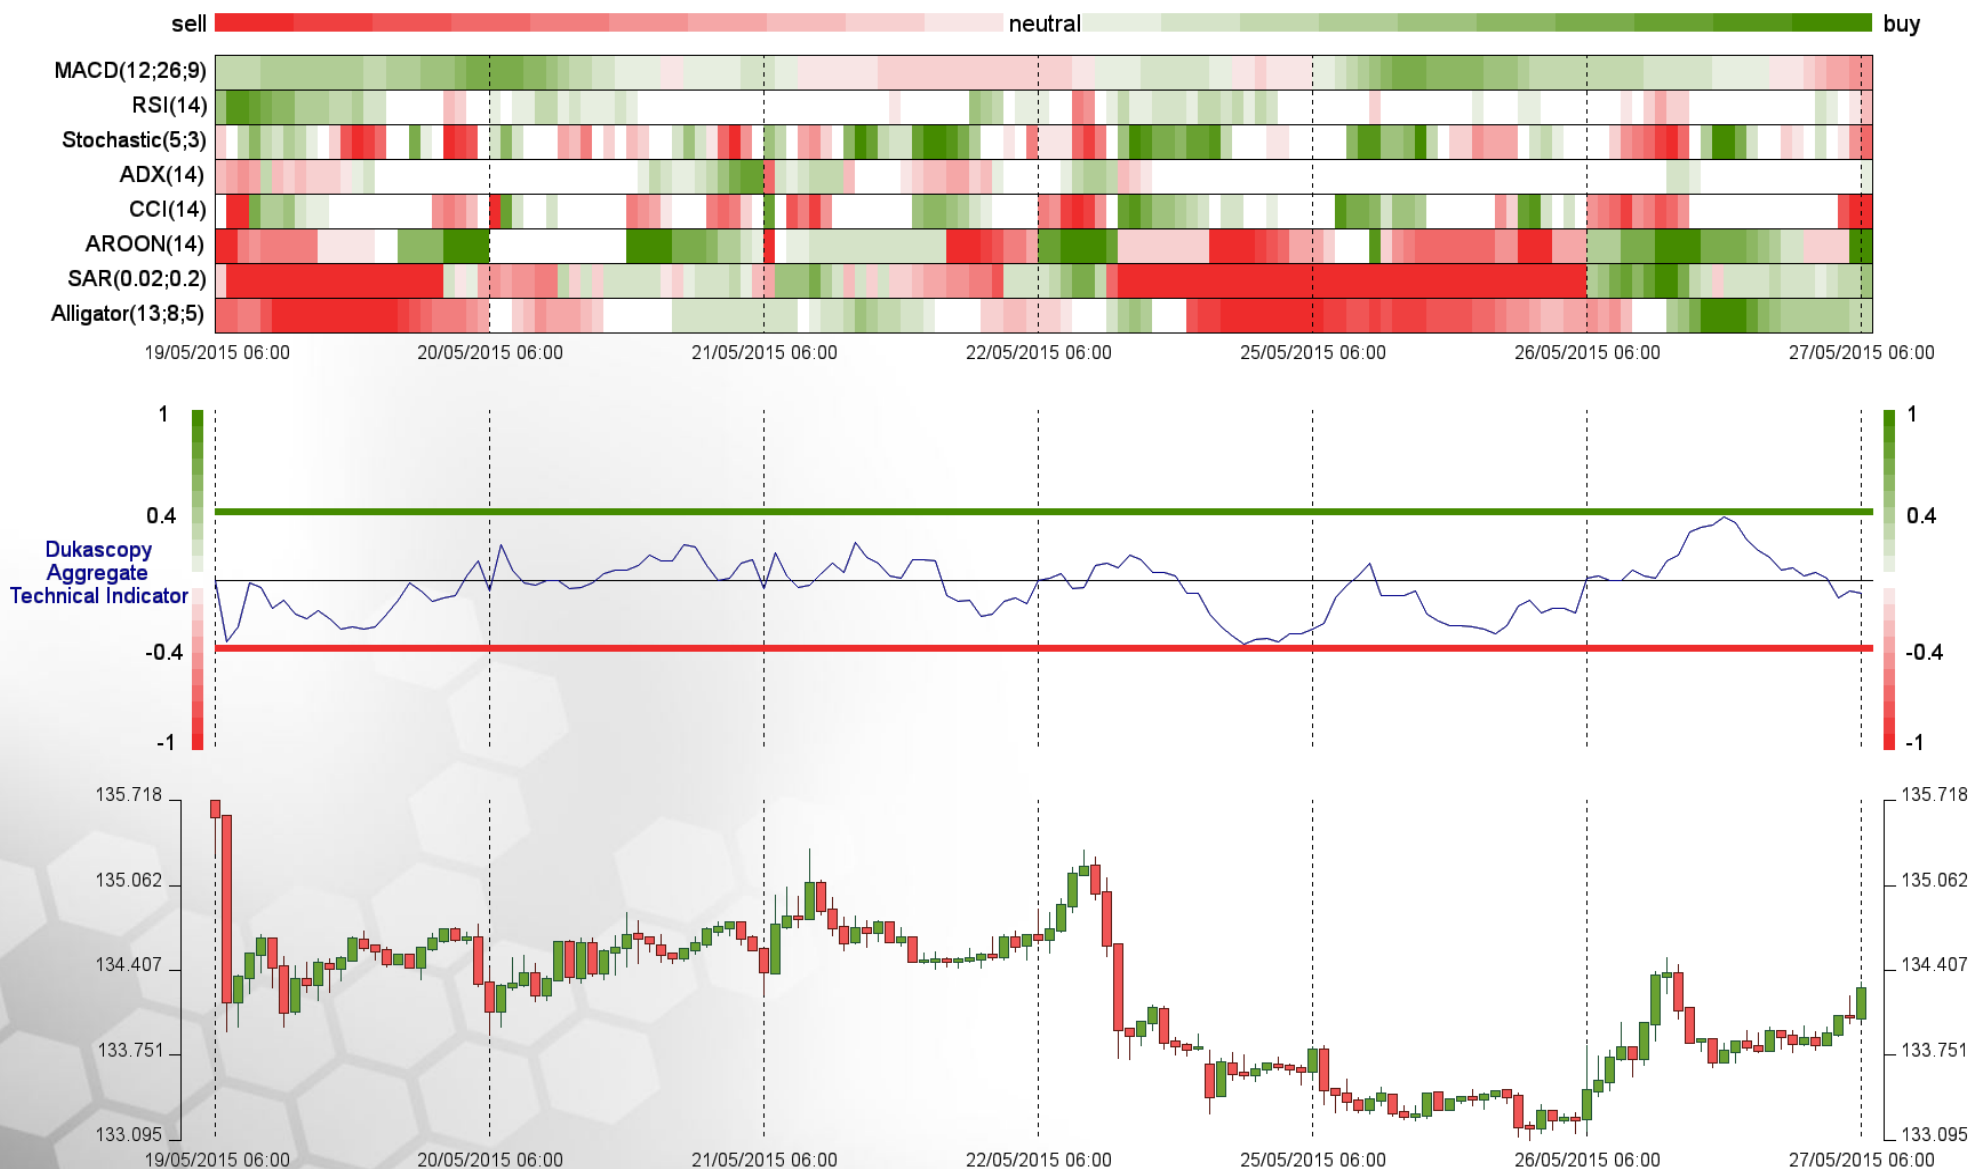 sell neutral buy
MACD(12;26;9)
RSI(14)
Stochastic(5;3)
ADX(14)
CCI(14)
AROON(14)
SAR(0.02;0.2)
Alligator(13;8;5)
19/05/2015 06:00 20/05/2015 06:00 21/05/2015 06:00 22/05/2015 06:00 25/05/2015 06:00 26/05/2015 06:00 27/05/2015 06:00
1 1
0.4 0.4
Dukascopy
Aggregate
Technical Indicator
-0.4 -0.4
-1 -1
135.718 135.718
135.062 135.062
134.407 134.407
133.751 133.751
133.095 133.095
19/05/2015 06:00 20/05/2015 06:00 21/05/2015 06:00 22/05/2015 06:00 25/05/2015 06:00 26/05/2015 06:00 27/05/2015 06:00